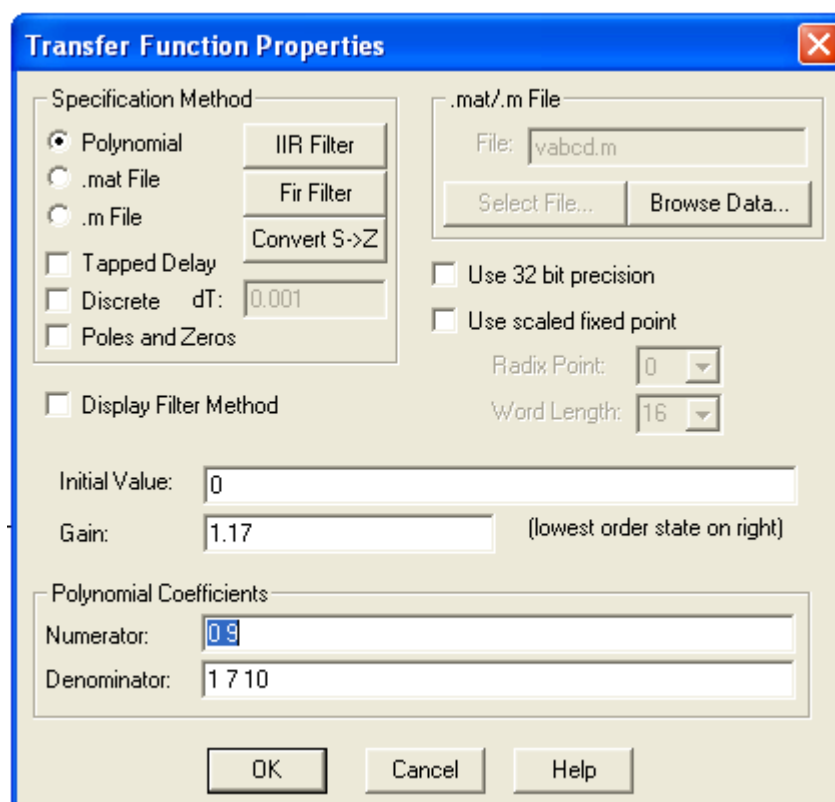 Transfer Function Properties
Specification Method
Polynomial
IIR Filter
.mat File
Fir Filter
.m File
Convert S->Z
Tapped Delay
Discrete dT: 0.001
Poles and Zeros
.mat/.m File
File: vabcd.m
Select File... Browse Data...
Use 32 bit precision
Use scaled fixed point
Radix Point: 0
Word Length: 16
Display Filter Method
Initial Value: 0
Gain: 1.17 (lowest order state on right)
Polynomial Coefficients
Numerator: 0 9
Denominator: 1 7 10
OK Cancel Help